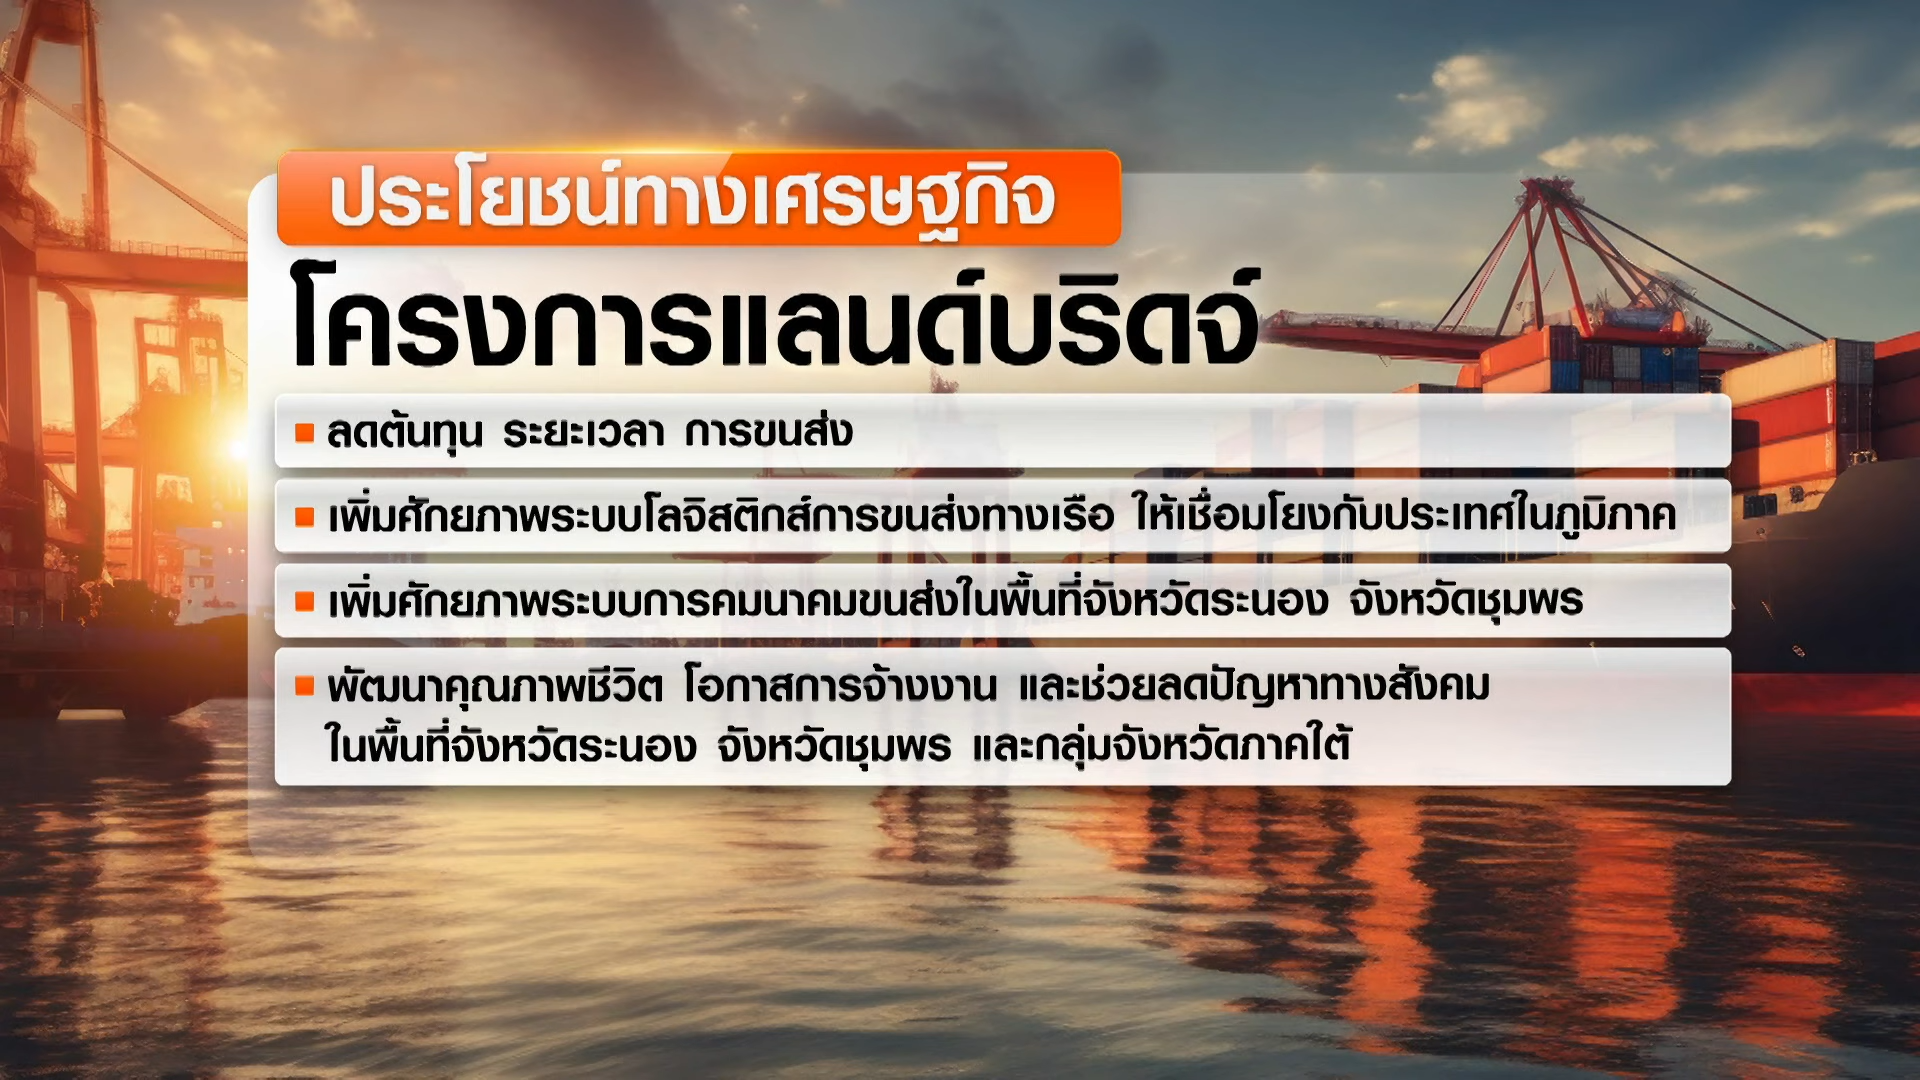 ประโยชน์ทางเศรษฐกิจ
โครงการแลนด์บริดจ์
ลดต้นทุน ระยะเวลา การขนส่ง
เพิ่มศักยภาพระบบโลจิสติกส์การขนส่งทางเรือ ให้เชื่อมโยงกับประเทศในภูมิภาค
เพิ่มศักยภาพระบบการคมนาคมขนส่งในพื้นที่จังหวัดระนอง จังหวัดชุมพร
พัฒนาคุณภาพชีวิต โอกาสการจ้างงาน และช่วยลดปัญหาทางสังคม
ในพื้นที่จังหวัดระนอง จังหวัดชุมพร และกลุ่มจังหวัดภาคใต้